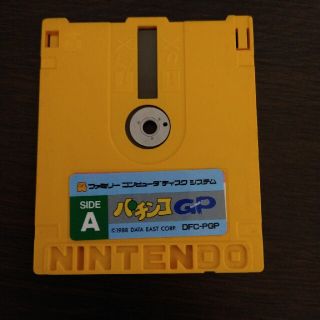 ファミリー コンピュータ ディスク システム
SIDE
A
パチンコGP
©1988 DATA EAST CORP. DFC-PGP
NINTENDO